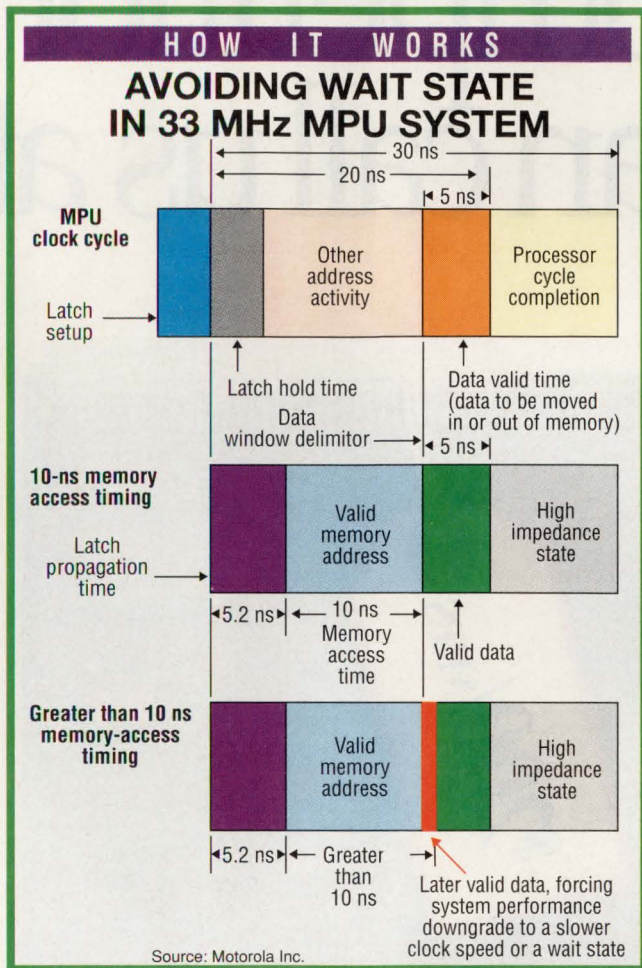 HOW IT WORKS
AVOIDING WAIT STATE
IN 33 MHz MPU SYSTEM
30 ns
20 ns
5 ns
MPU
clock cycle
Other
address
activity
Processor
cycle
completion
Latch
setup
Latch hold time
Data
window delimitor
Data valid time
(data to be moved
in or out of memory)
5 ns
10-ns memory
access timing
Valid
memory
address
High
impedance
state
Latch
propagation
time
5.2 ns
10 ns
Memory
access
time
Valid data
Greater than 10 ns
memory-access
timing
Valid
memory
address
High
impedance
state
5.2 ns
Greater
than
10 ns
Later valid data, forcing
system performance
downgrade to a slower
clock speed or a wait state
Source: Motorola Inc.